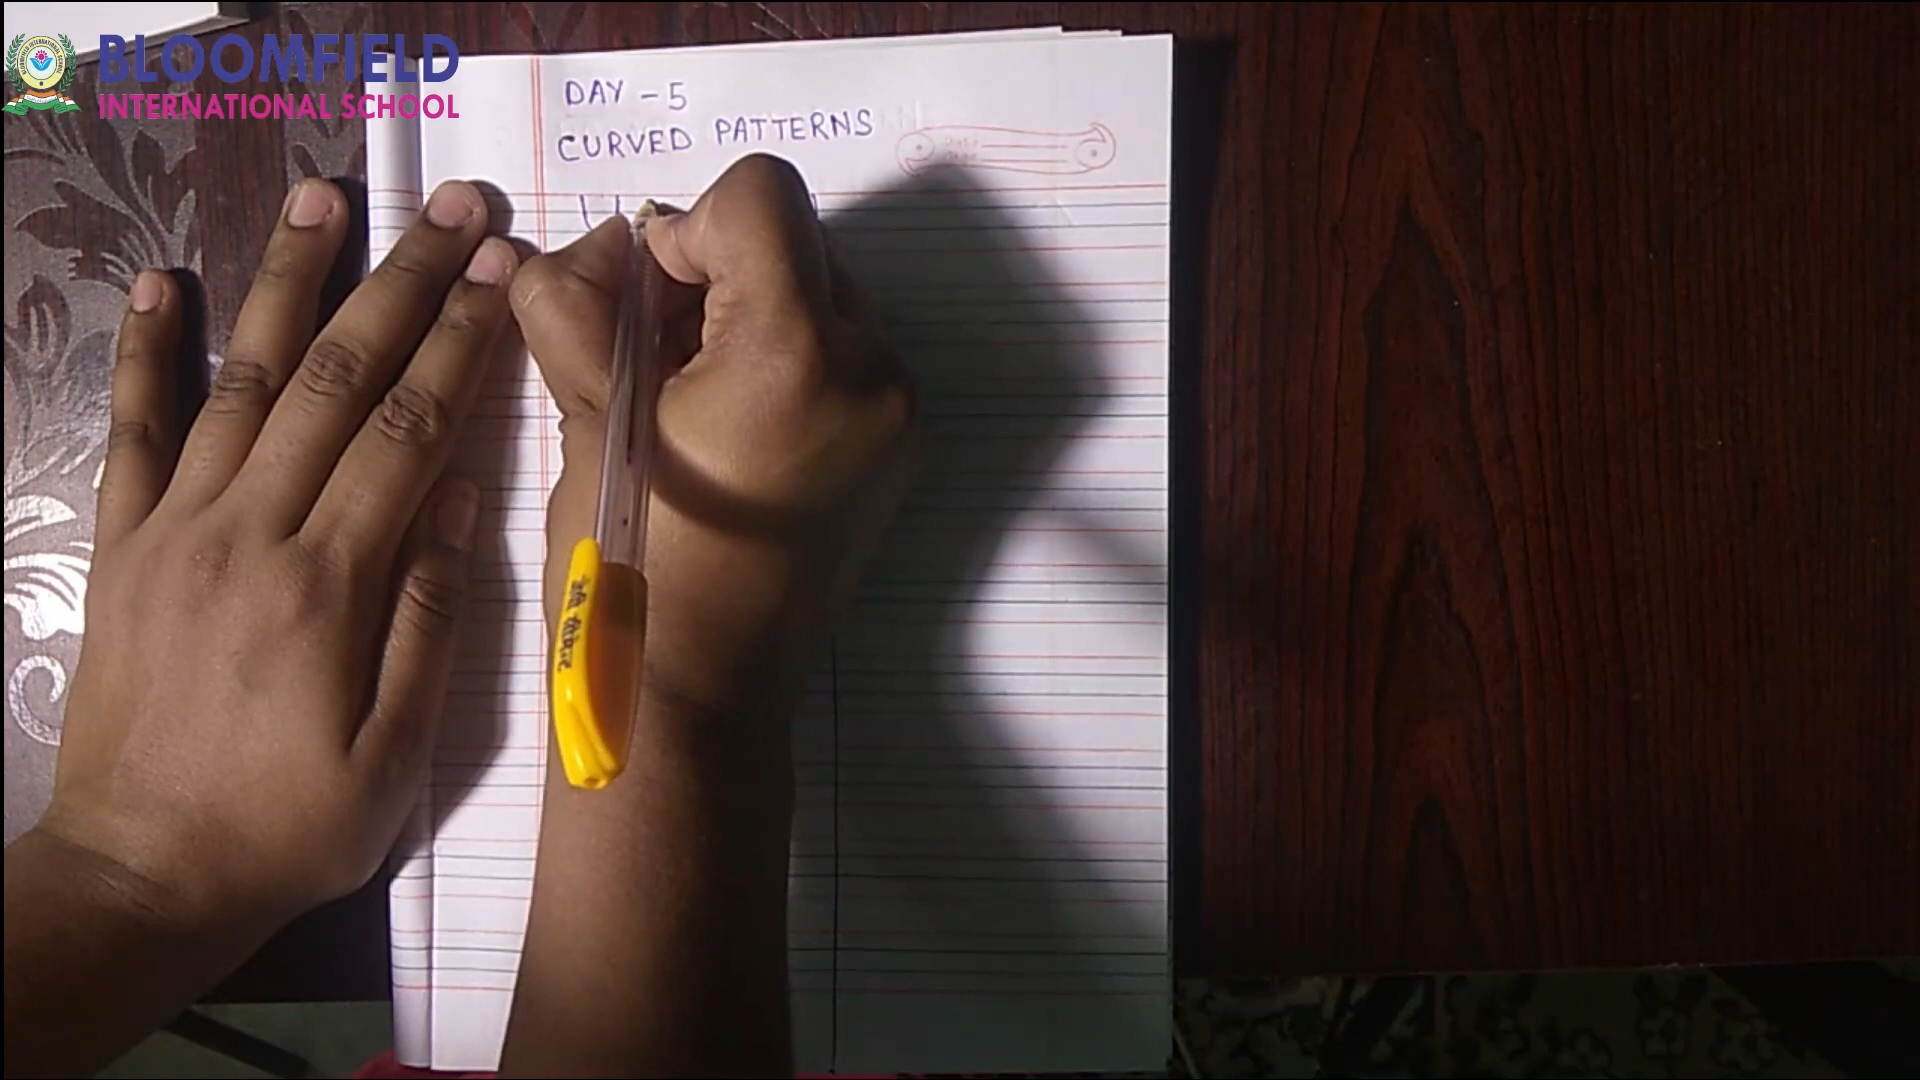 BLOOMFIELD
INTERNATIONAL SCHOOL
DAY - 5
CURVED PATTERNS